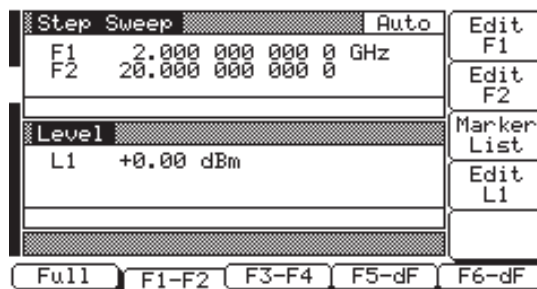 Step Sweep Auto
F1 2.000 000 000 0 GHz
F2 20.000 000 000 0
Level
L1 +0.00 dBm
Edit
F1
Edit
F2
Marker
List
Edit
L1
Full F1-F2 F3-F4 F5-dF F6-dF